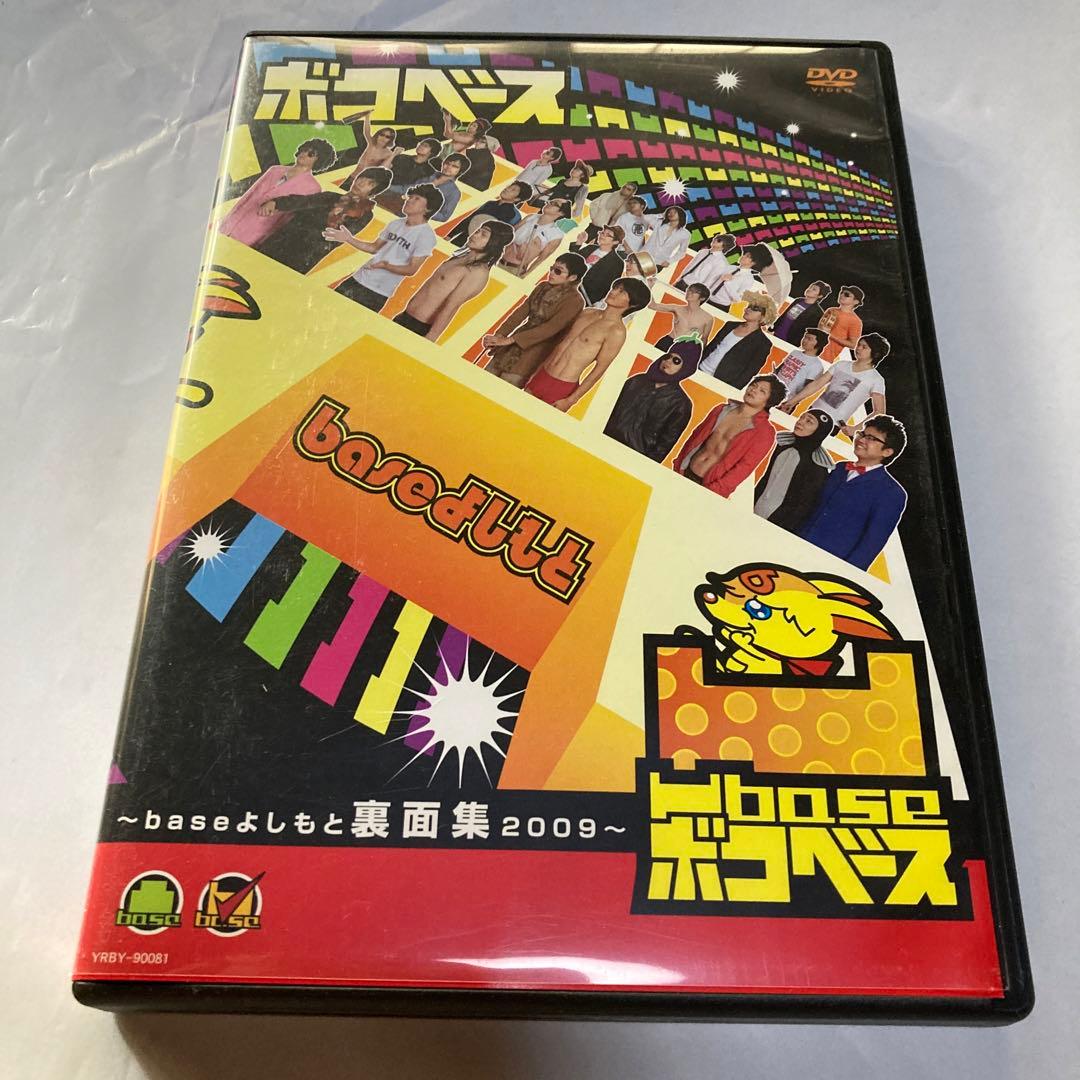 ボコベース
DVD
VIDEO
baseよしもと
~baseよしもと裏面集2009~
base
ボコベース
base
base
YRBY-90081